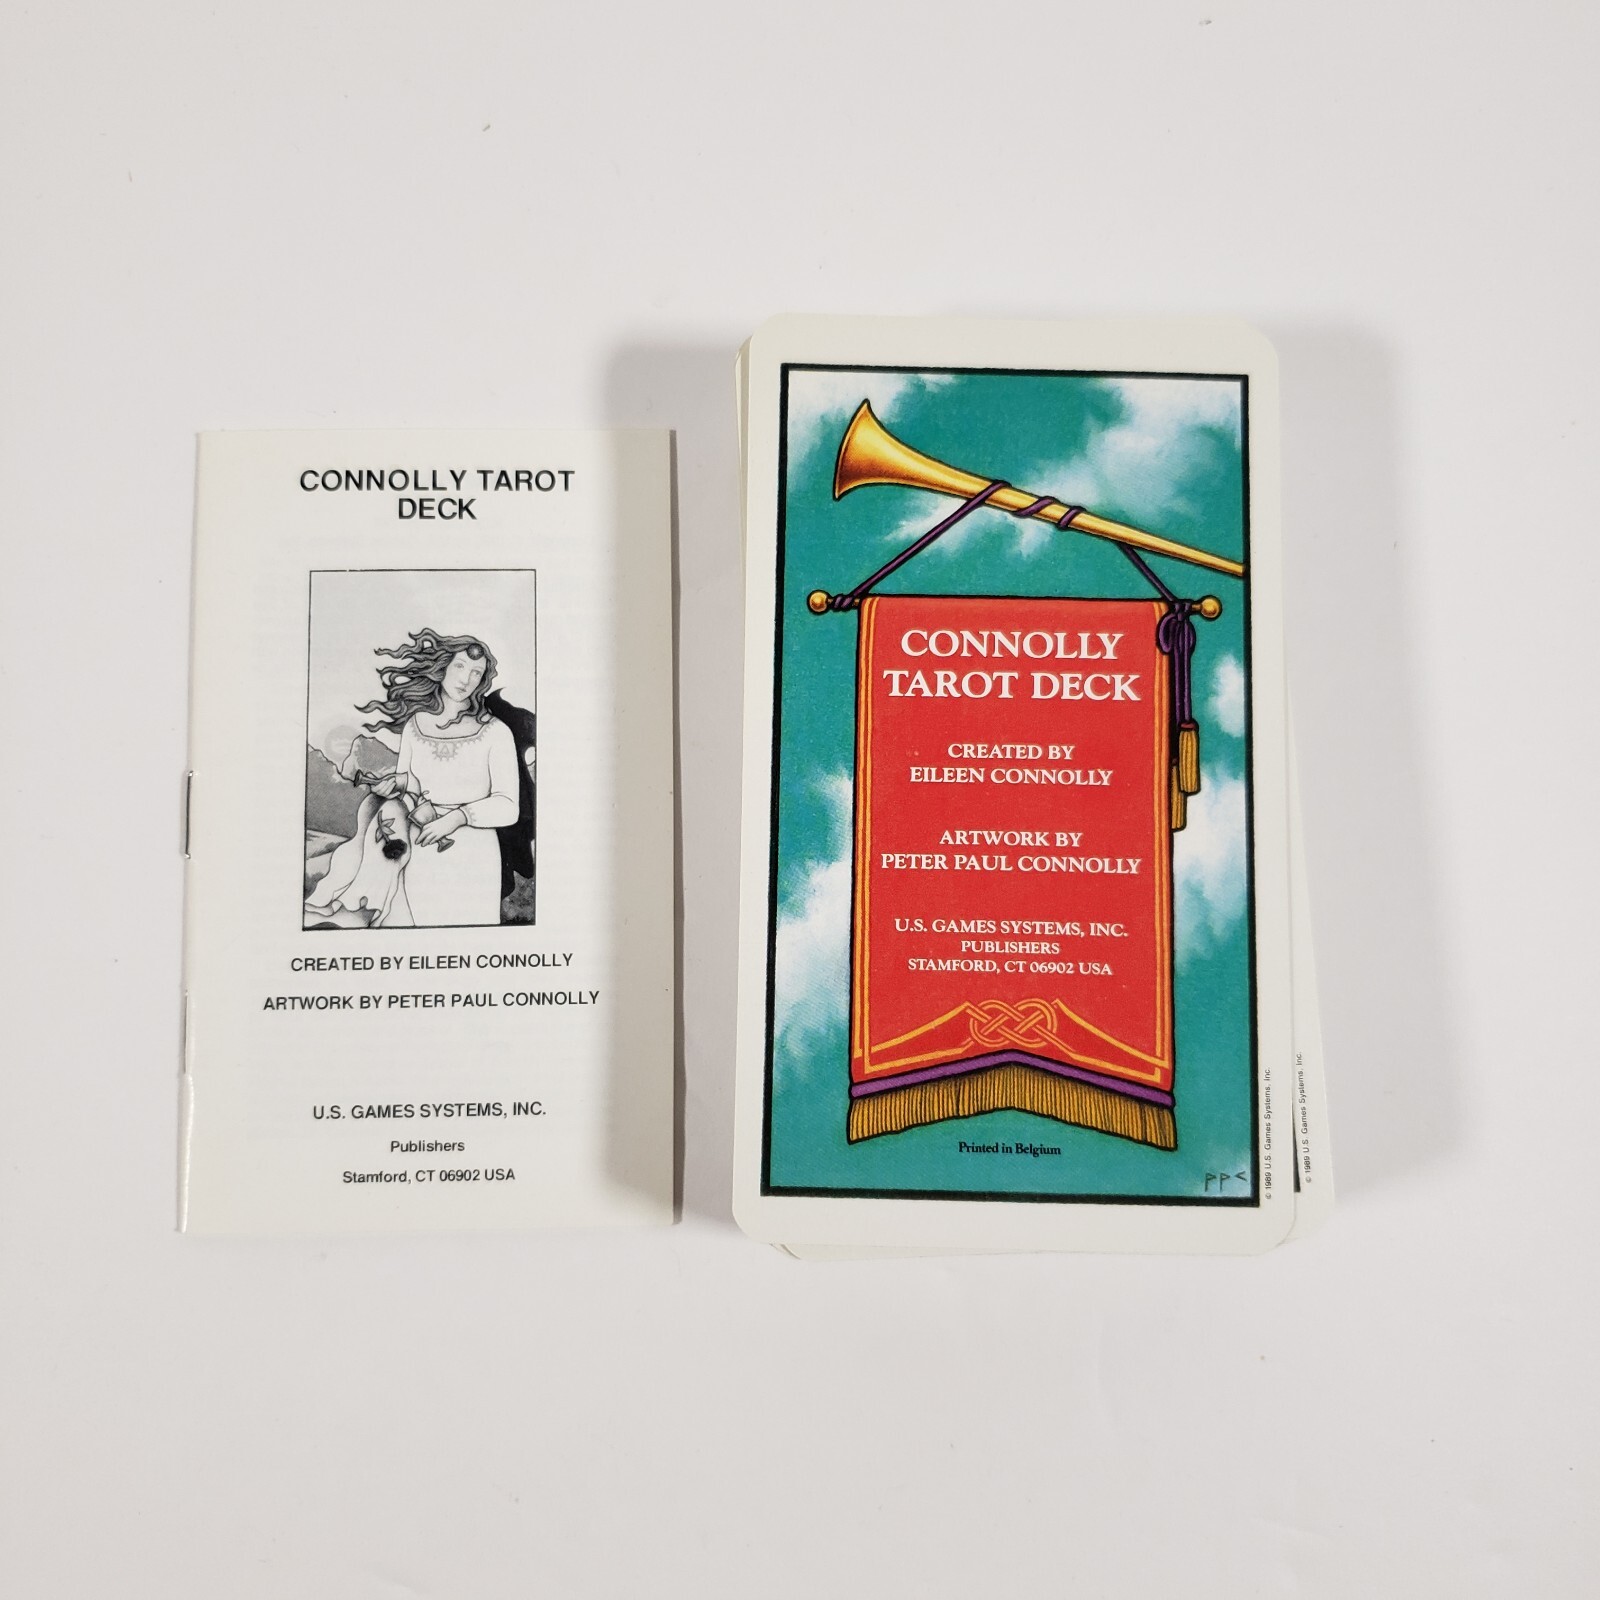 CONNOLLY TAROT
DECK
CREATED BY EILEEN CONNOLLY
ARTWORK BY PETER PAUL CONNOLLY
U.S. GAMES SYSTEMS, INC.
Publishers
Stamford, CT 06902 USA
CONNOLLY
TAROT DECK
CREATED BY
EILEEN CONNOLLY
ARTWORK BY
PETER PAUL CONNOLLY
U.S. GAMES SYSTEMS, INC.
PUBLISHERS
STAMFORD, CT 06902 USA
Printed in Belgium
PPC
© 1989 U.S. Games Systems, Inc.
© 1989 U.S. Games Systems, Inc.